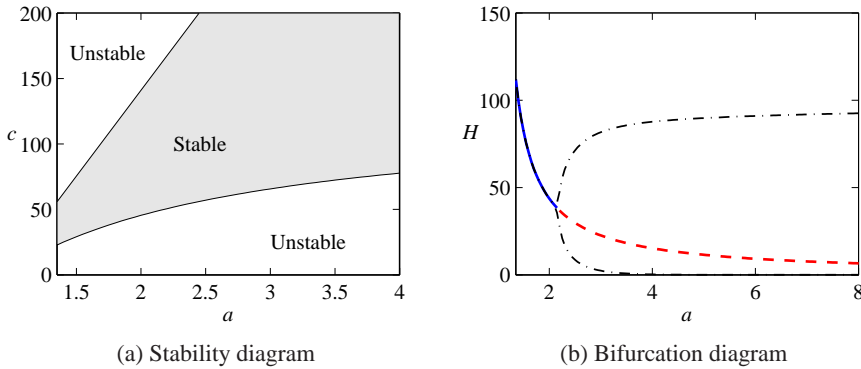 200
150
c
100
50
0
Unstable
Stable
Unstable
1.5 2 2.5 3 3.5 4
a
(a) Stability diagram
150
100
H
50
0
2 4 6 8
a
(b) Bifurcation diagram